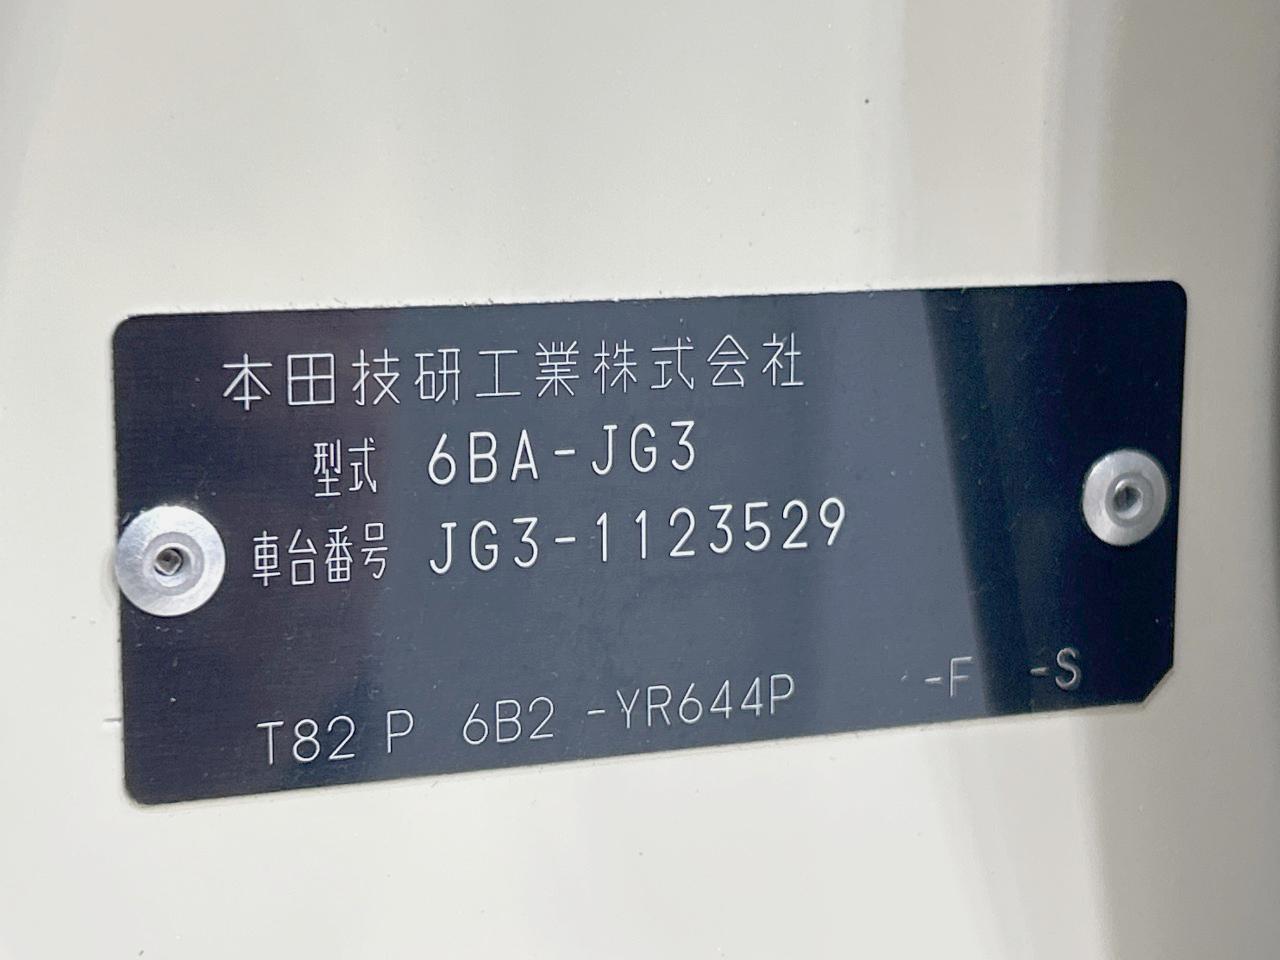 本田技研工業株式会社
型式 6BA-JG3
車台番号 JG3-1123529
T82 P 6B2 -YR644P -F -S